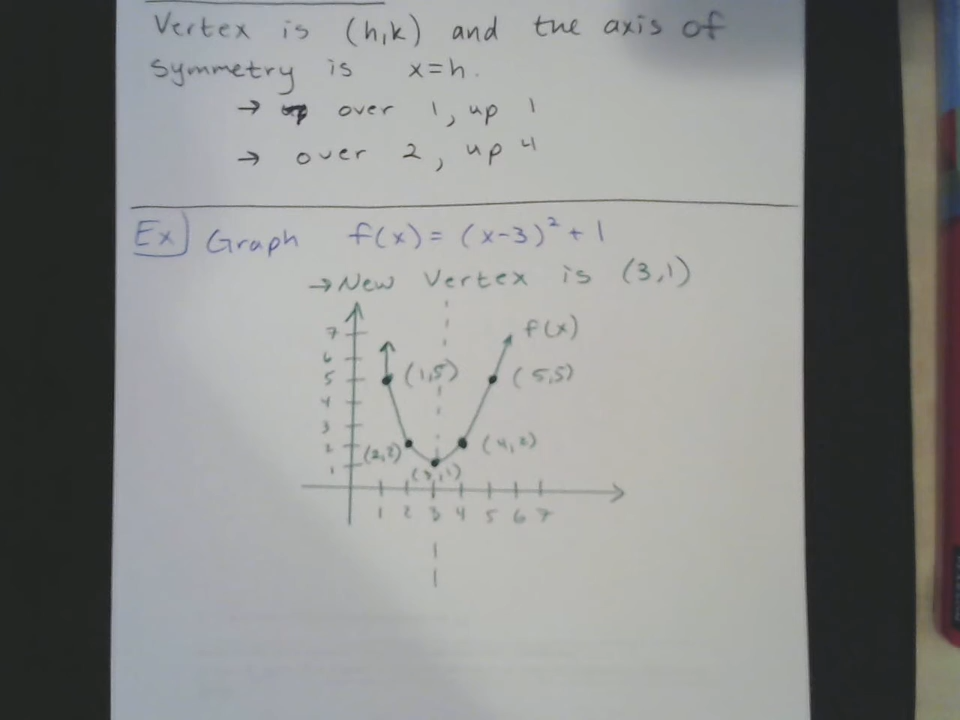 Vertex is (h,k) and the axis of
symmetry is x=h.
→ over 1, up 1
→ over 2, up 4
Ex Graph f(x) = (x-3)² + 1
→ New Vertex is (3,1)
7 f(x)
6
5 (1,5) (5,5)
4
3
2 (2,2) (4,2)
1 (3,1)
1 2 3 4 5 6 7